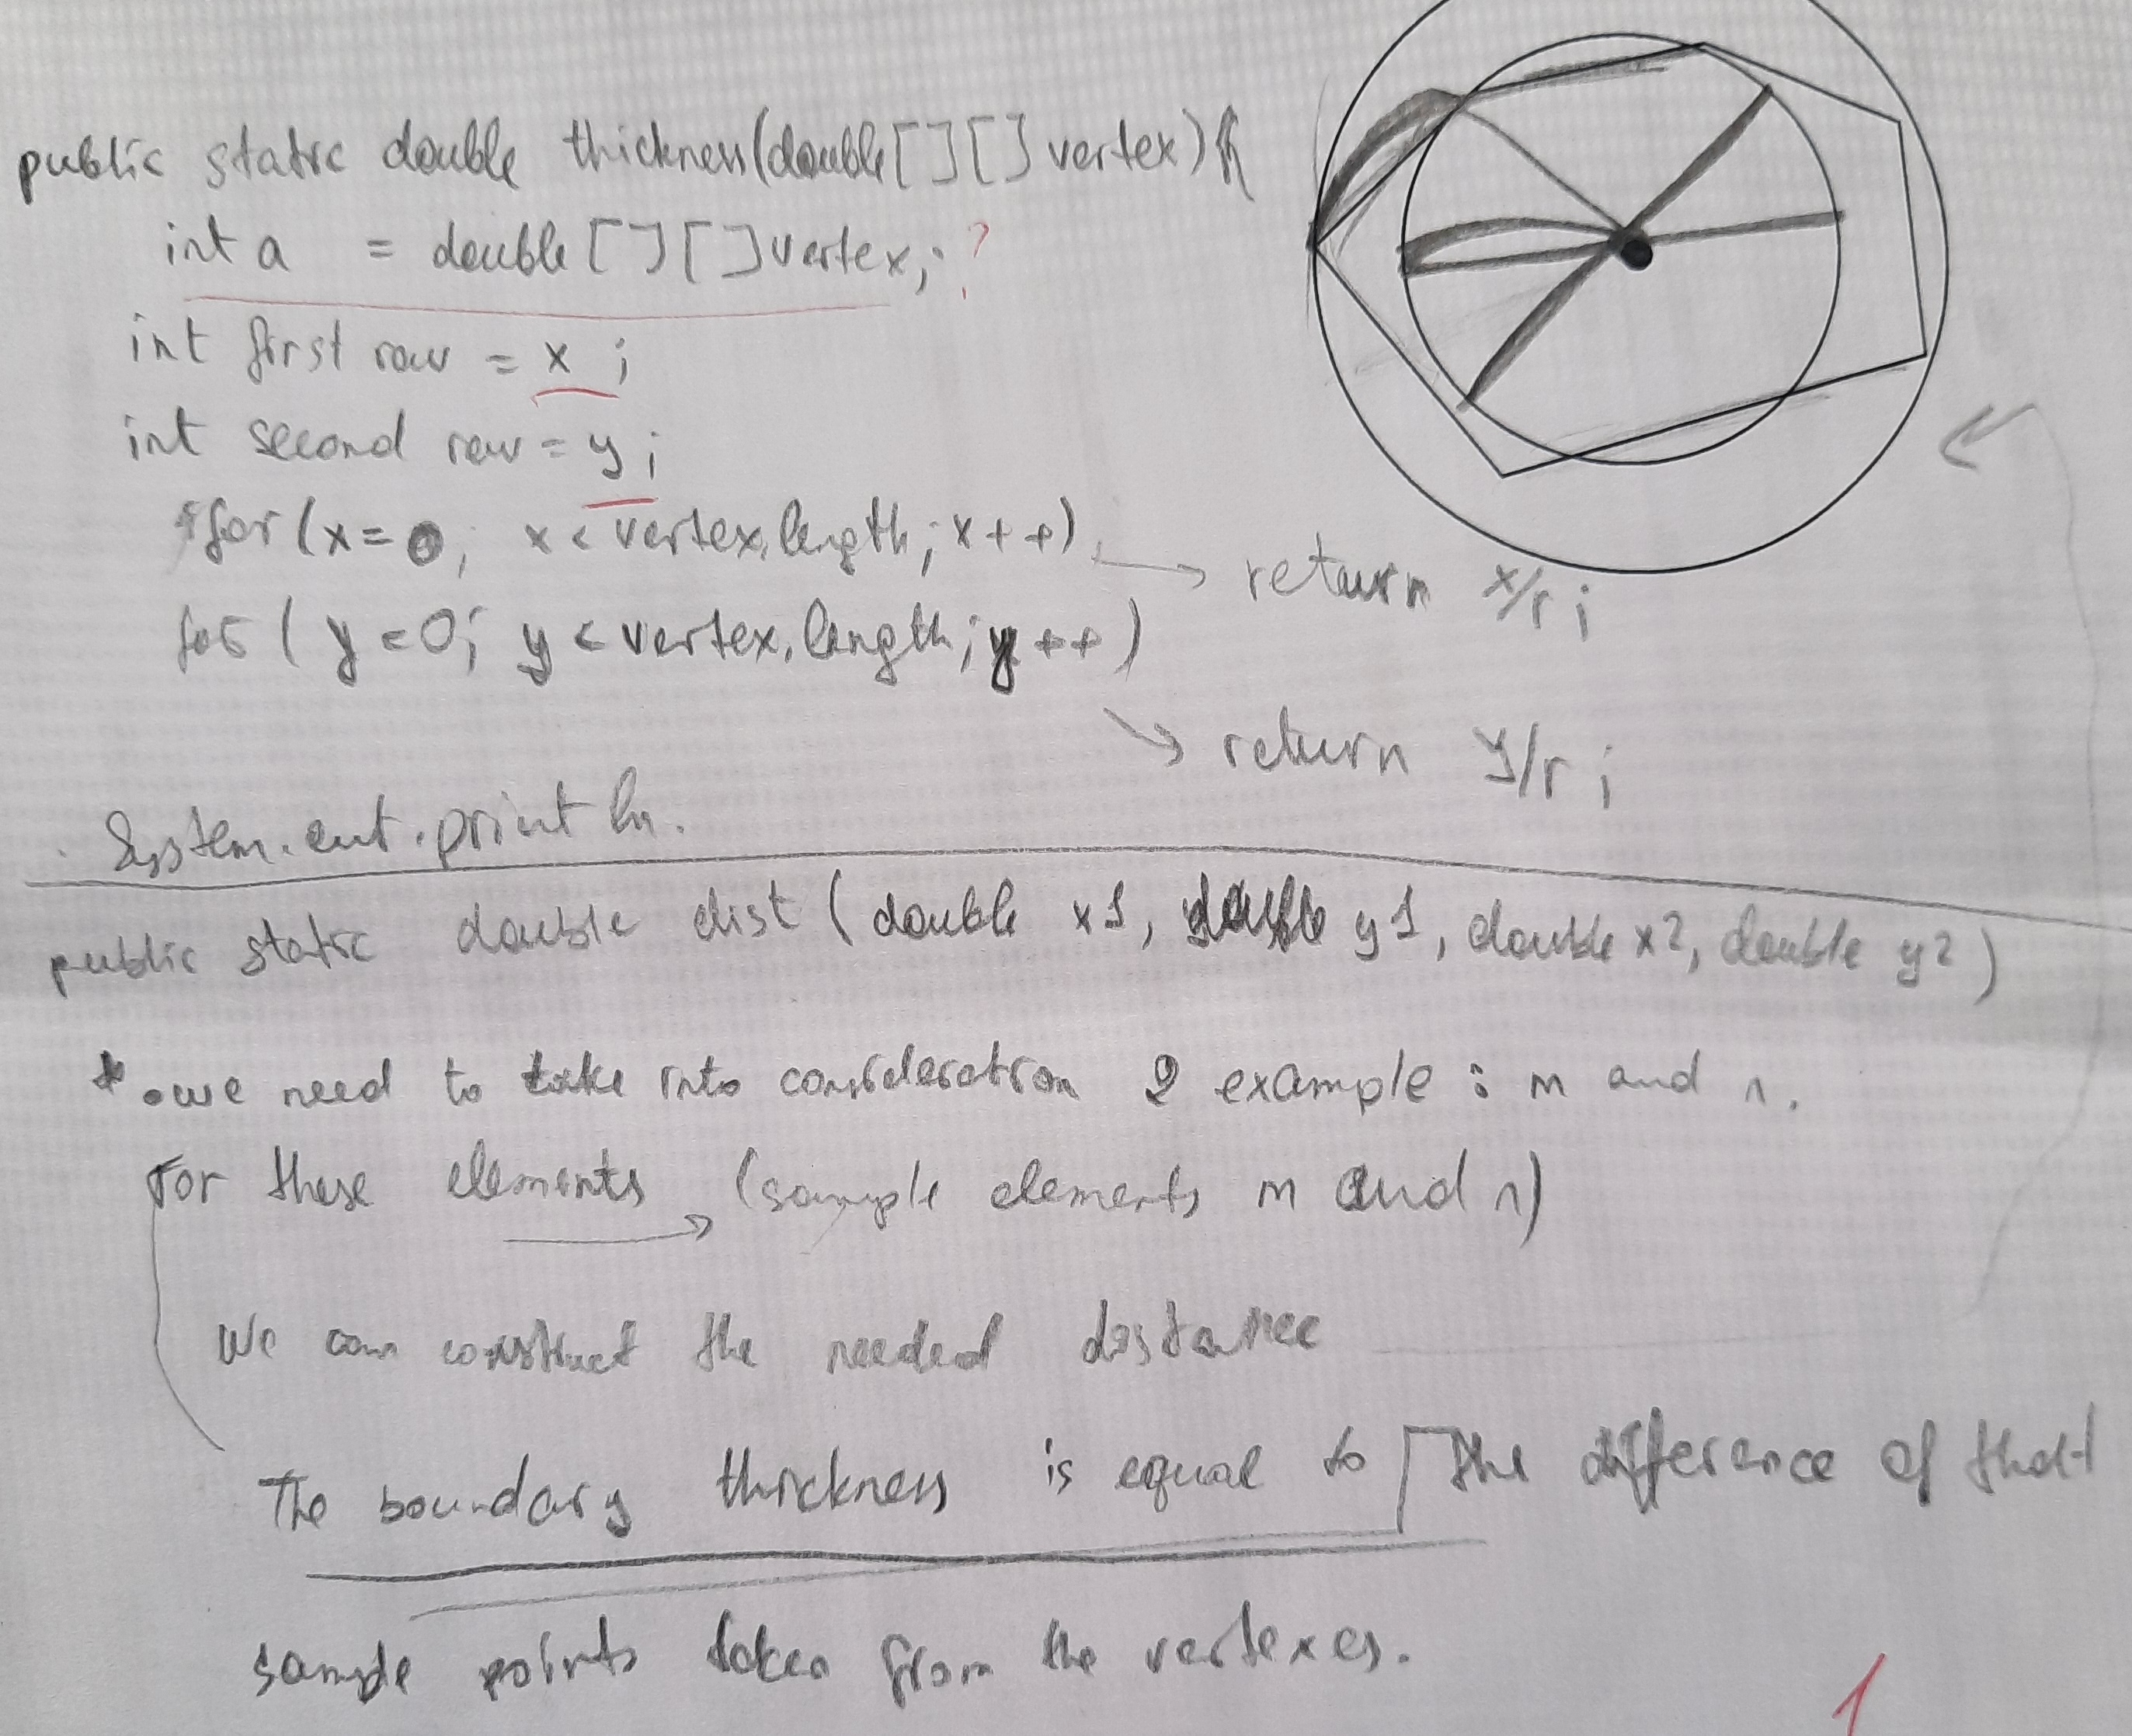 public static double thickness(double[][] vertex){
int a = double[][] vertex; ?
int first row = x ;
int second row = y ;
for (x = 0; x < vertex.length; x++) → return x/r ;
for ( y = 0; y < vertex.length; y++ )
→ return y/r ;
System.out.println.
public static double dist ( double x1, double y1, double x2, double y2 )
* • we need to take into consideration 2 example : m and n.
For these elements → (sample elements m and n)
We can construct the needed distance
The boundary thickness is equal to The difference of that
sample points taken from the vertexes.
1